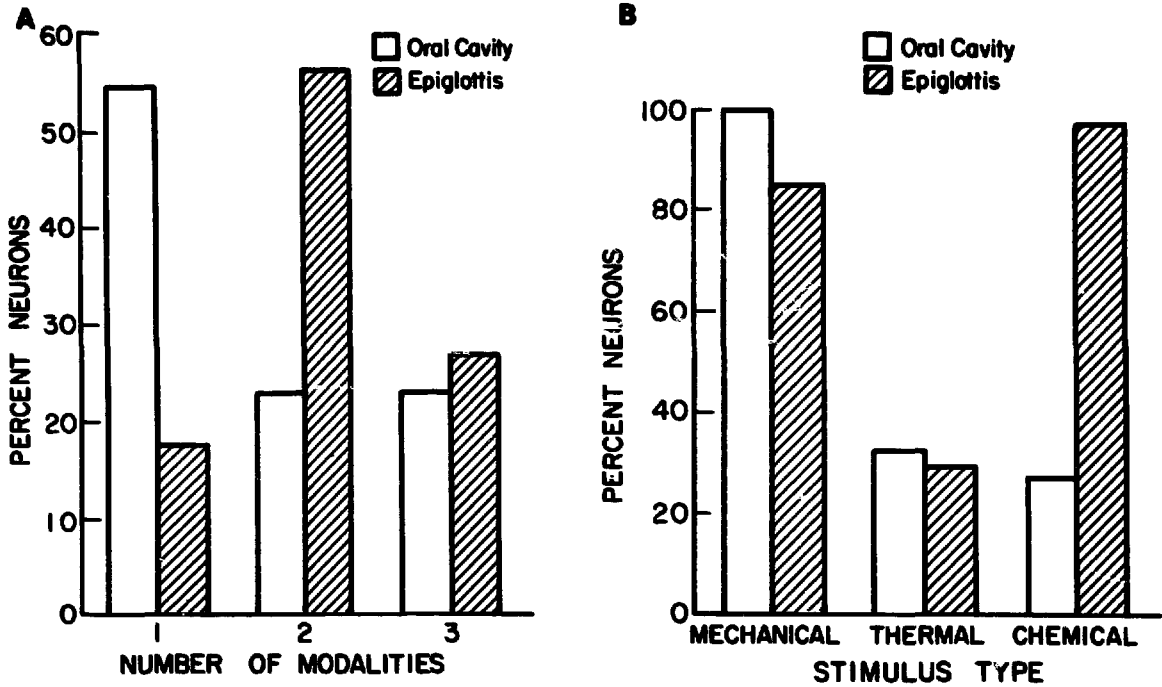 A
Oral Cavity
Epiglottis
60
50
40
30
20
10
0
PERCENT NEURONS
1 2 3
NUMBER OF MODALITIES
B
Oral Cavity
Epiglottis
100
80
60
40
20
0
PERCENT NEURONS
MECHANICAL THERMAL CHEMICAL
STIMULUS TYPE